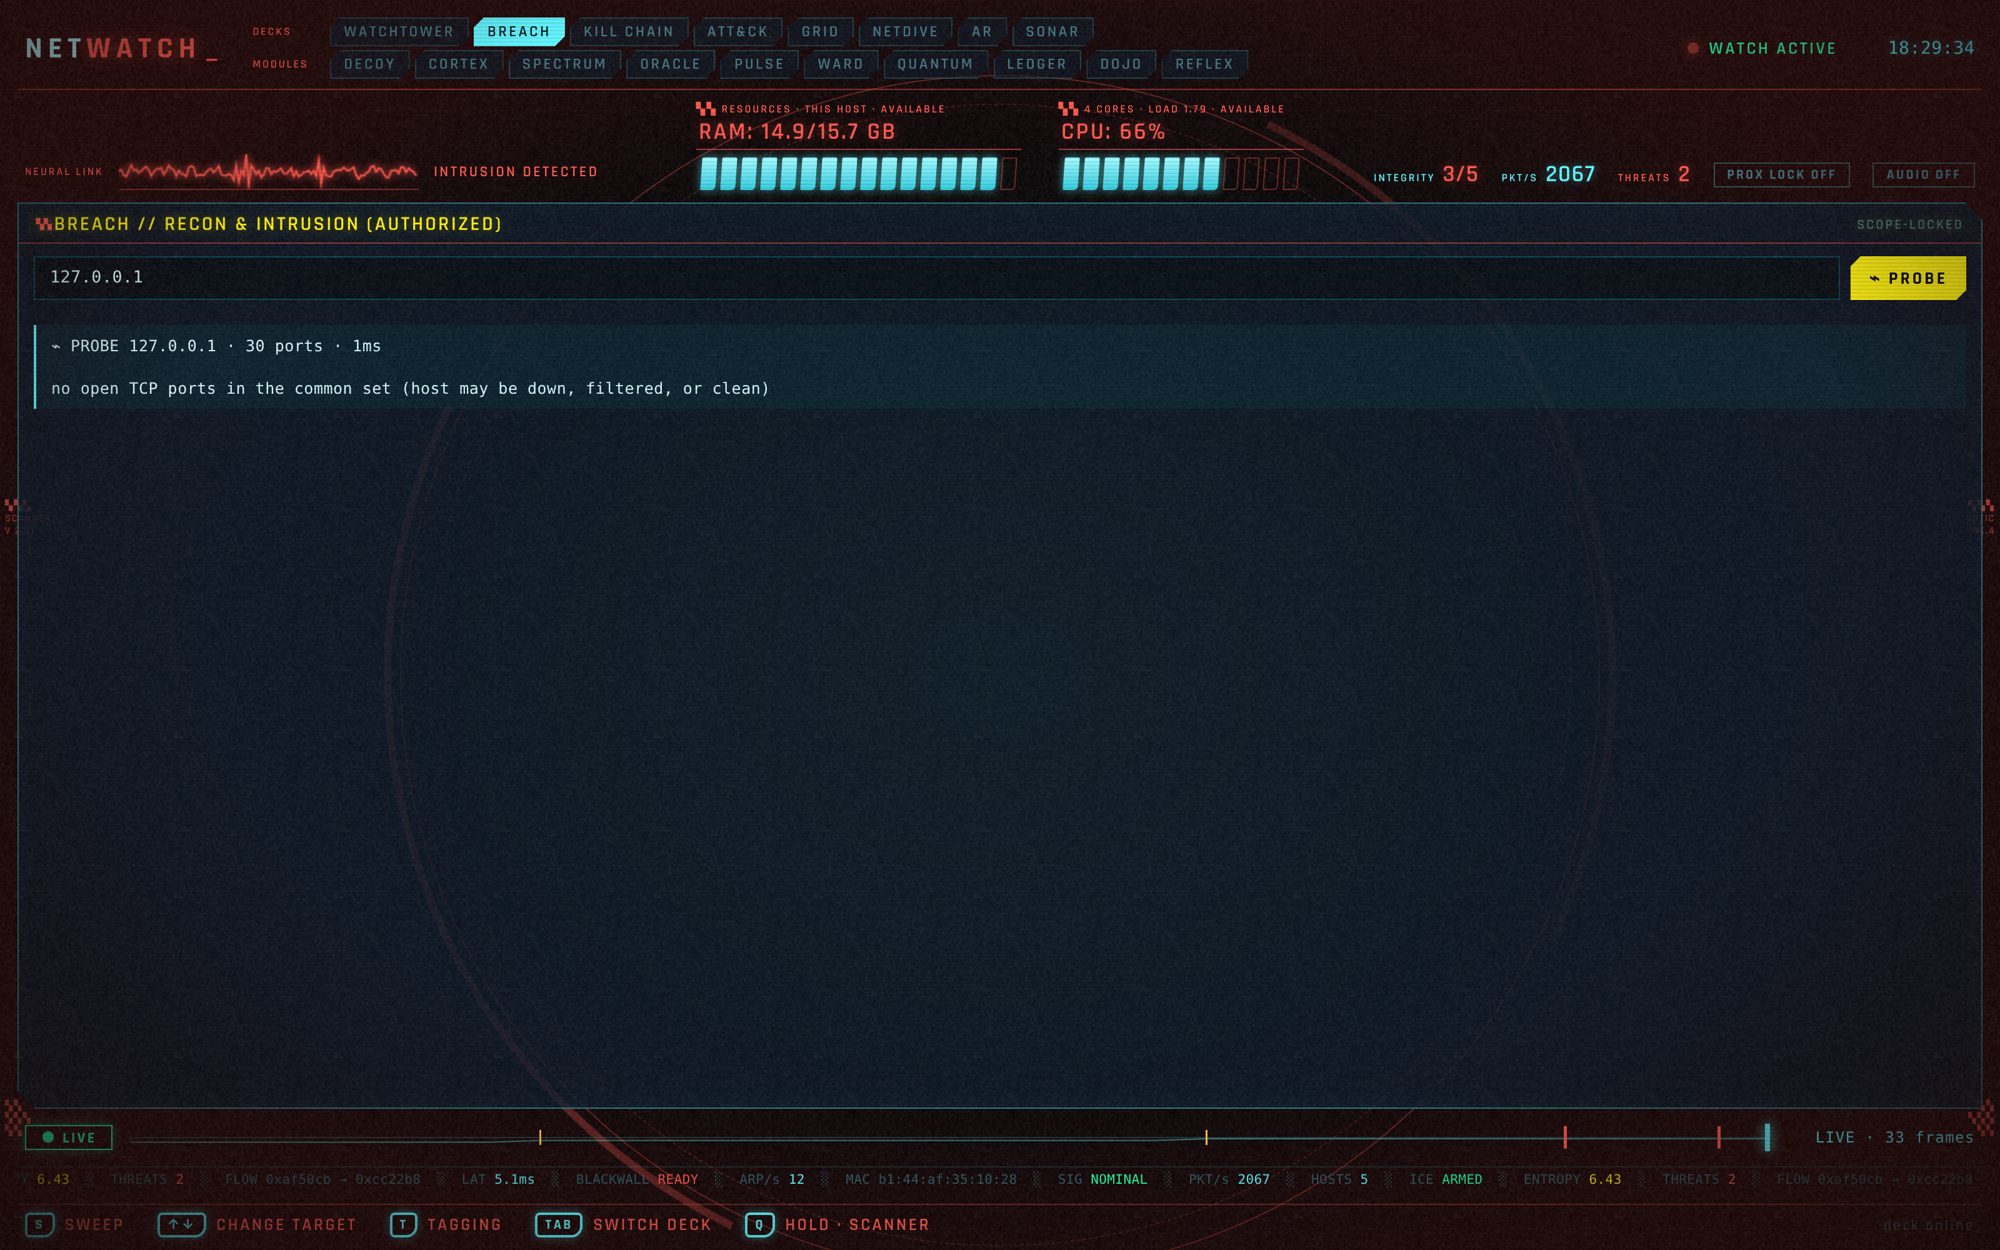 NETWATCH_
DECKS
WATCHTOWER BREACH KILL CHAIN ATT&CK GRID NETDIVE AR SONAR
MODULES
DECOY CORTEX SPECTRUM ORACLE PULSE WARD QUANTUM LEDGER DOJO REFLEX
WATCH ACTIVE 18:29:34
RESOURCES · THIS HOST · AVAILABLE
RAM: 14.9/15.7 GB
4 CORES · LOAD 1.79 · AVAILABLE
CPU: 66%
NEURAL LINK INTRUSION DETECTED
INTEGRITY 3/5 PKT/S 2067 THREATS 2 PROX LOCK OFF AUDIO OFF
BREACH // RECON & INTRUSION (AUTHORIZED) SCOPE-LOCKED
127.0.0.1
⌁ PROBE
⌁ PROBE 127.0.0.1 · 30 ports · 1ms
no open TCP ports in the common set (host may be down, filtered, or clean)
LIVE LIVE · 33 frames
6.43 THREATS 2 FLOW 0xaf50cb → 0xcc22b8 LAT 5.1ms BLACKWALL READY ARP/s 12 MAC b1:44:af:35:10:28 SIG NOMINAL PKT/s 2067 HOSTS 5 ICE ARMED ENTROPY 6.43 THREATS 2 FLOW 0xaf50cb → 0xcc22b8
S SWEEP ↑↓ CHANGE TARGET T TAGGING TAB SWITCH DECK Q HOLD · SCANNER deck online